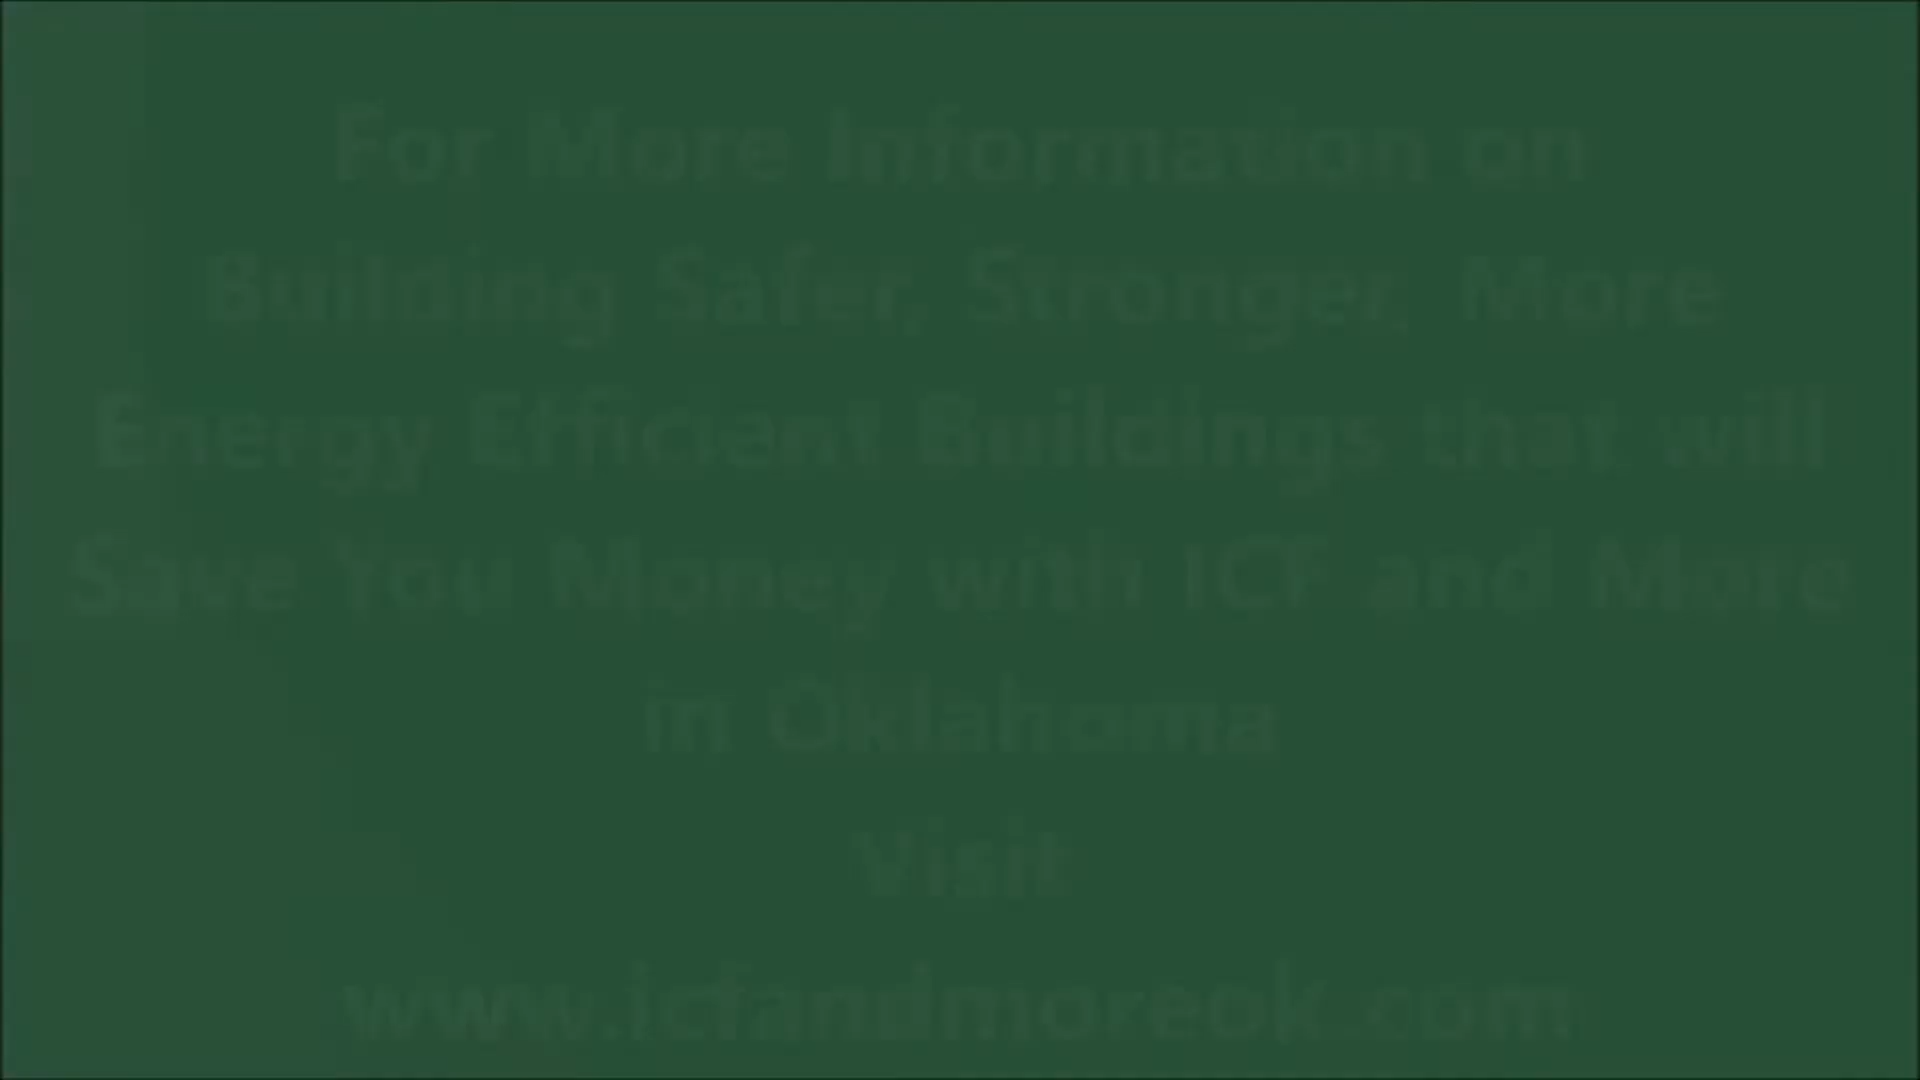 For More Information on
Building Safer, Stronger, More
Energy Efficient Buildings that will
Save You Money with ICF and More
in Oklahoma
Visit
www.icfandmoreok.com